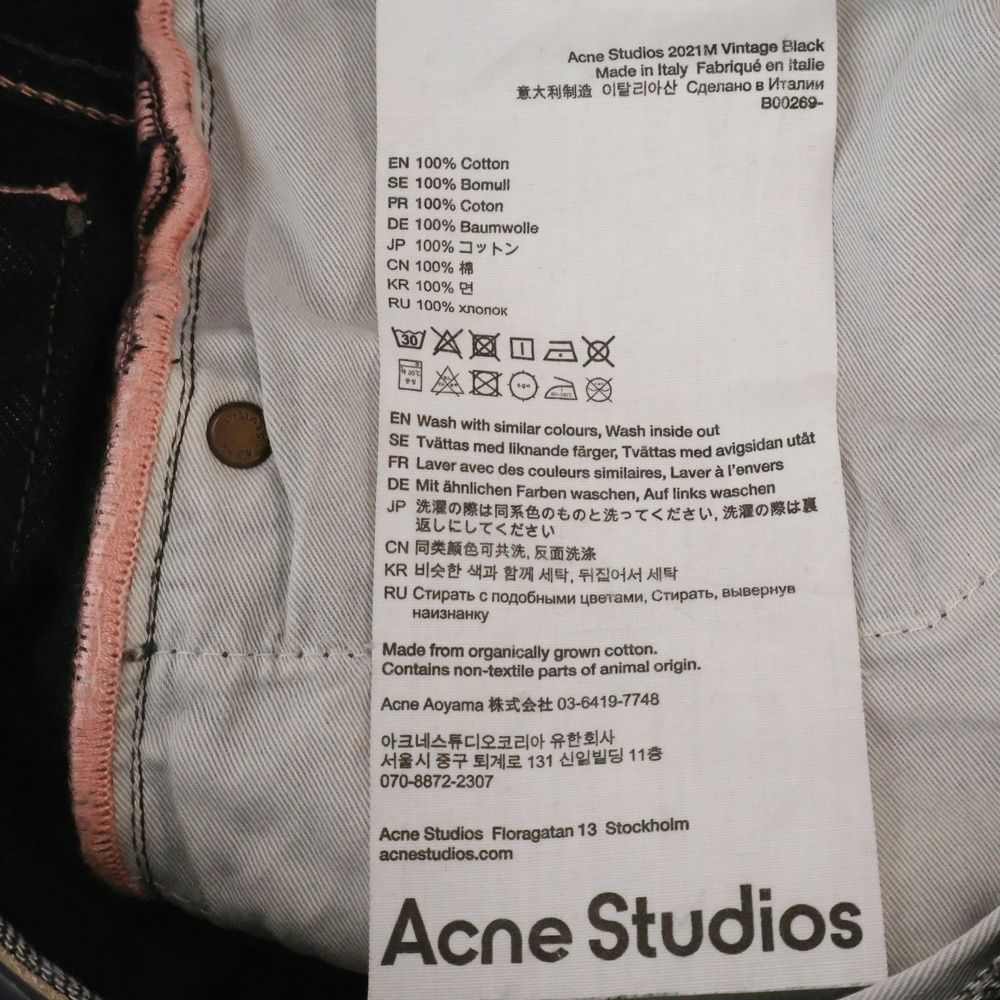 Acne Studios 2021M Vintage Black
Made in Italy Fabriqué en Italie
意大利制造 이탈리아산 Сделано в Италии
B00269-
EN 100% Cotton
SE 100% Bomull
PR 100% Coton
DE 100% Baumwolle
JP 100% コットン
CN 100% 棉
KR 100% 면
RU 100% хлопок
30
EN Wash with similar colours, Wash inside out
SE Tvättas med liknande färger, Tvättas med avigsidan utåt
FR Laver avec des couleurs similaires, Laver à l'envers
DE Mit ähnlichen Farben waschen, Auf links waschen
JP 洗濯の際は同系色のものと洗ってください, 洗濯の際は裏
返しにしてください
CN 同类颜色可共洗, 反面洗涤
KR 비슷한 색과 함께 세탁, 뒤집어서 세탁
RU Стирать с подобными цветами, Стирать, вывернув
наизнанку
Made from organically grown cotton.
Contains non-textile parts of animal origin.
Acne Aoyama 株式会社 03-6419-7748
아크네스튜디오코리아 유한회사
서울시 중구 퇴계로 131 신일빌딩 11층
070-8872-2307
Acne Studios Floragatan 13 Stockholm
acnestudios.com
Acne Studios